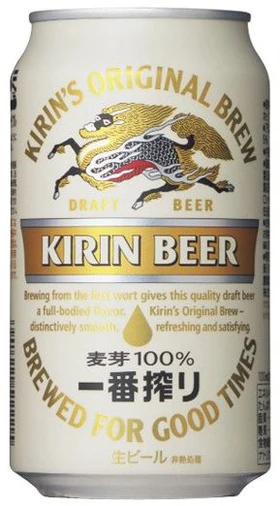 KIRIN'S ORIGINAL BREW
DRAFT BEER
KIRIN BEER
Brewing from the first wort gives this quality draft beer
a full-bodied flavor. Kirin's Original Brew –
distinctively smooth, refreshing and satisfying.
麦芽100%
一番搾り
BREWED FOR GOOD TIMES
生ビール 非熱処理